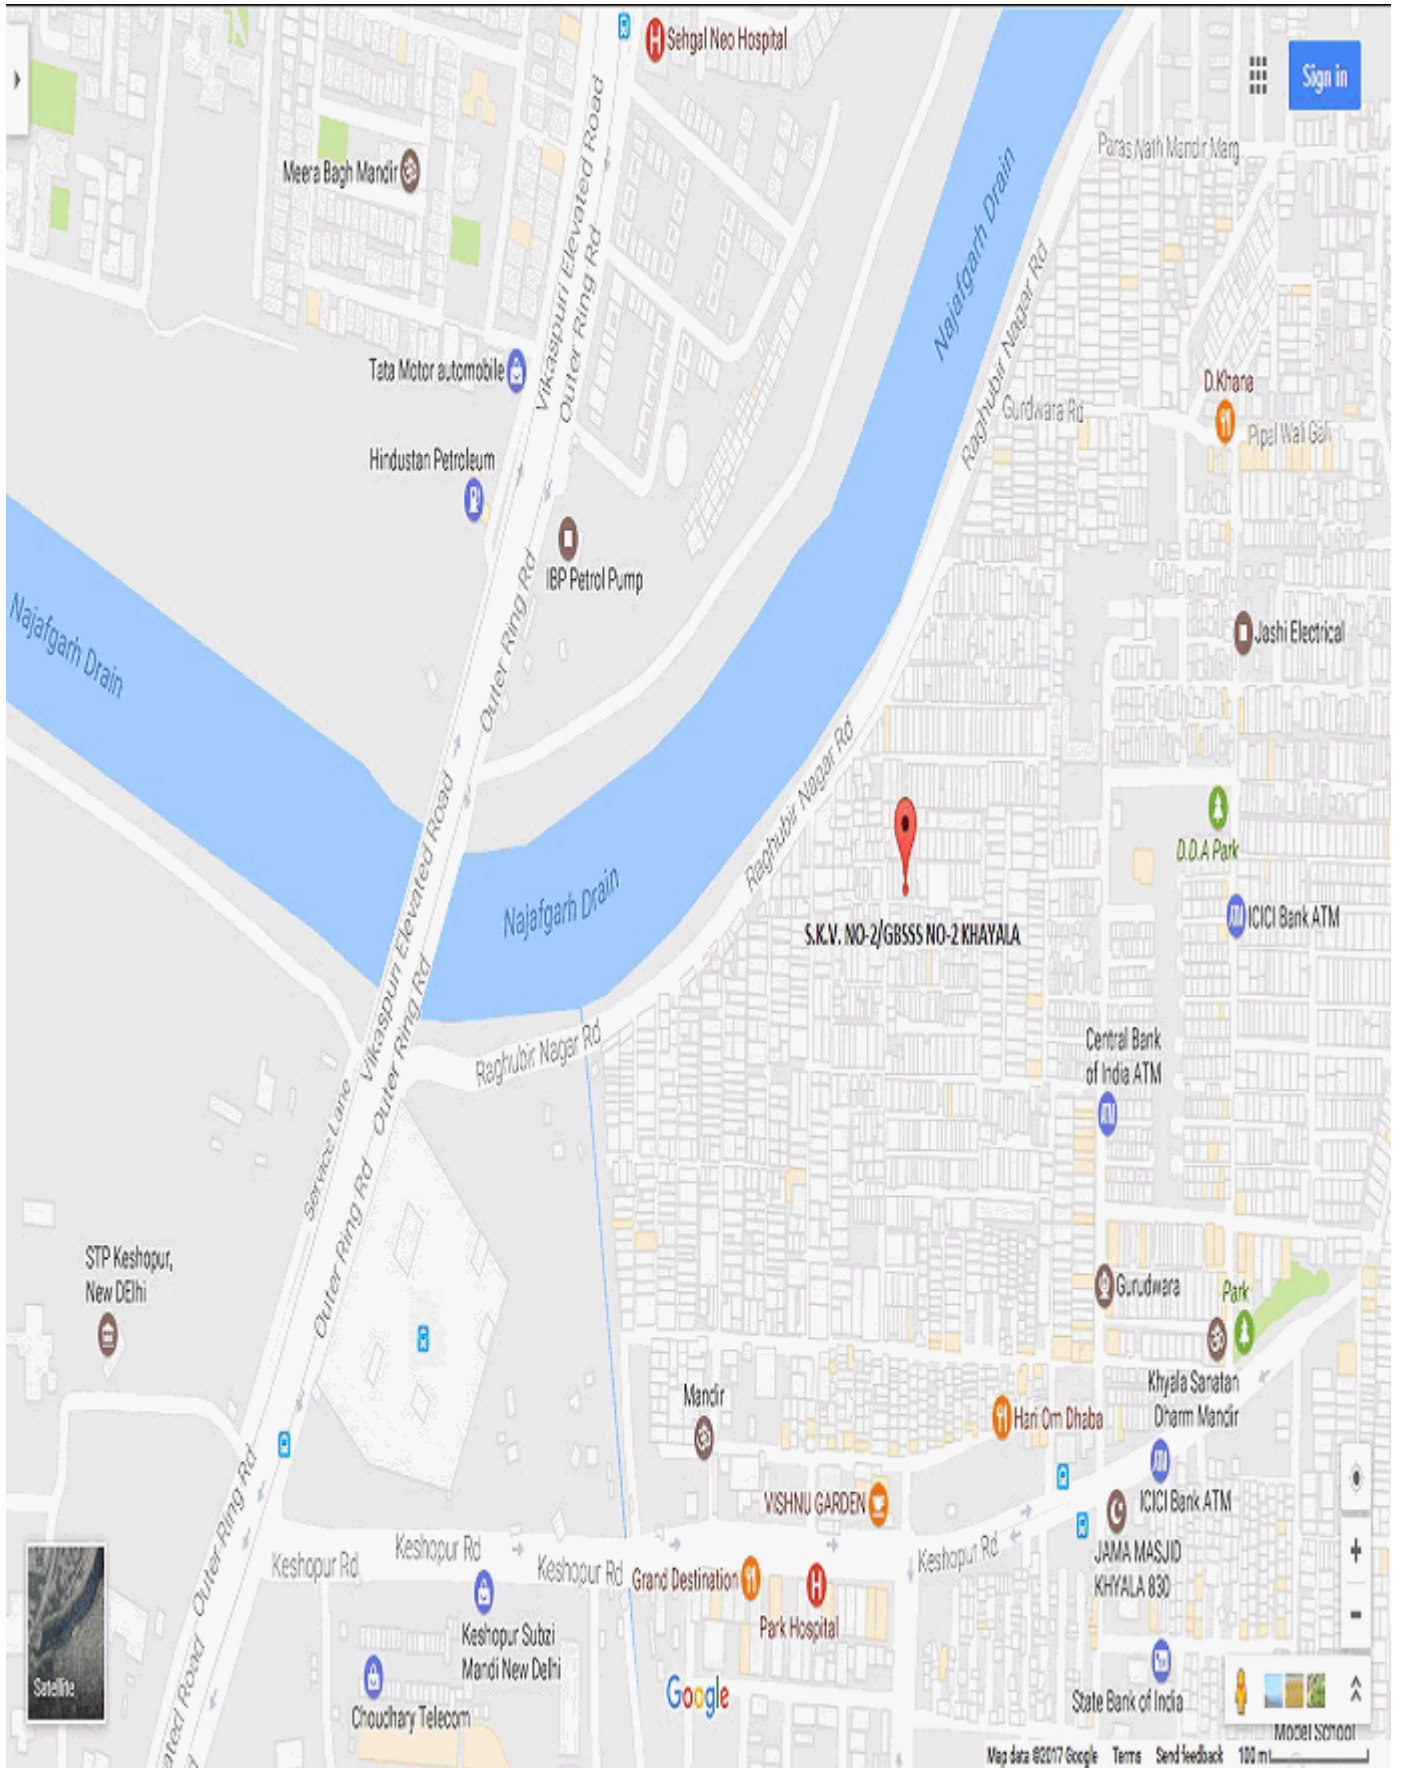 Sehgal Neo Hospital
Sign in
Paras Nath Mandir Marg
Meera Bagh Mandir
Vikaspuri Elevated Road
Outer Ring Rd
Najafgarh Drain
Raghubir Nagar Rd
Tata Motor automobile
D.Khana
Gurdwara Rd
Pipal Wali Gali
Hindustan Petroleum
IBP Petrol Pump
Najafgarh Drain
Outer Ring Rd
Jashi Electrical
Raghubir Nagar Rd
D.D.A Park
Vikaspuri Elevated Road
Najafgarh Drain
ICICI Bank ATM
S.K.V. NO-2/GBSSS NO-2 KHAYALA
Outer Ring Rd
Raghubir Nagar Rd
Central Bank
of India ATM
Service Lane
Outer Ring Rd
STP Keshopur,
New DElhi
Gurudwara
Park
Khyala Sanatan
Dharm Mandir
Mandir
Hari Om Dhaba
VISHNU GARDEN
ICICI Bank ATM
Outer Ring Rd
Keshopur Rd
Keshopur Rd
Keshopur Rd
Keshopur Rd
JAMA MASJID
KHYALA 830
Grand Destination
Park Hospital
Keshopur Subzi
Mandi New Delhi
ated Road
Satellite
Choudhary Telecom
Google
State Bank of India
Model School
Map data ©2017 Google
Terms
Send feedback
100 m